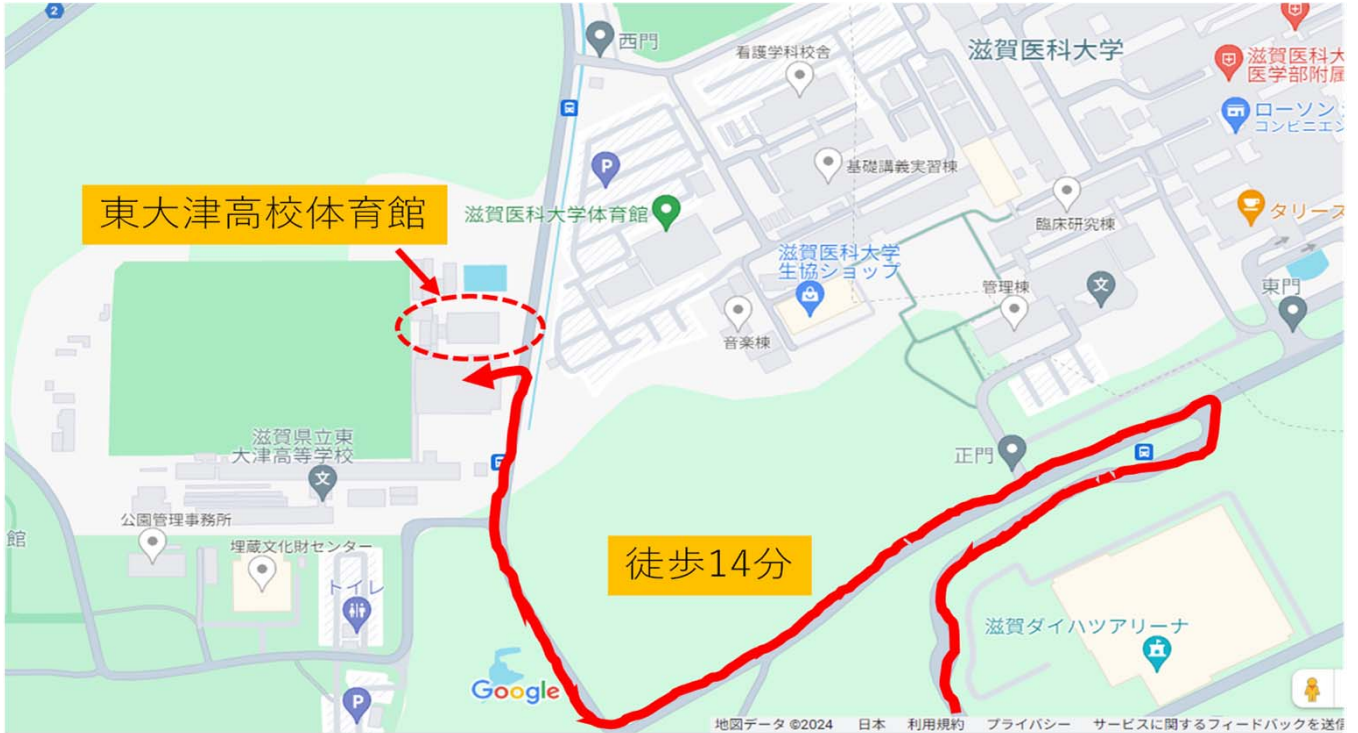 2
西門
看護学科校舎
滋賀医科大学
滋賀医科大
医学部附属
ローソン
コンビニエン
P
基礎講義実習棟
東大津高校体育館
滋賀医科大学体育館
臨床研究棟
タリーズ
滋賀医科大学
生協ショップ
管理棟
文
東門
音楽棟
滋賀県立東
大津高等学校
文
正門
公園管理事務所
館
埋蔵文化財センター
徒歩14分
トイレ
滋賀ダイハツアリーナ
Google
P
地図データ ©2024 日本 利用規約 プライバシー サービスに関するフィードバックを送信